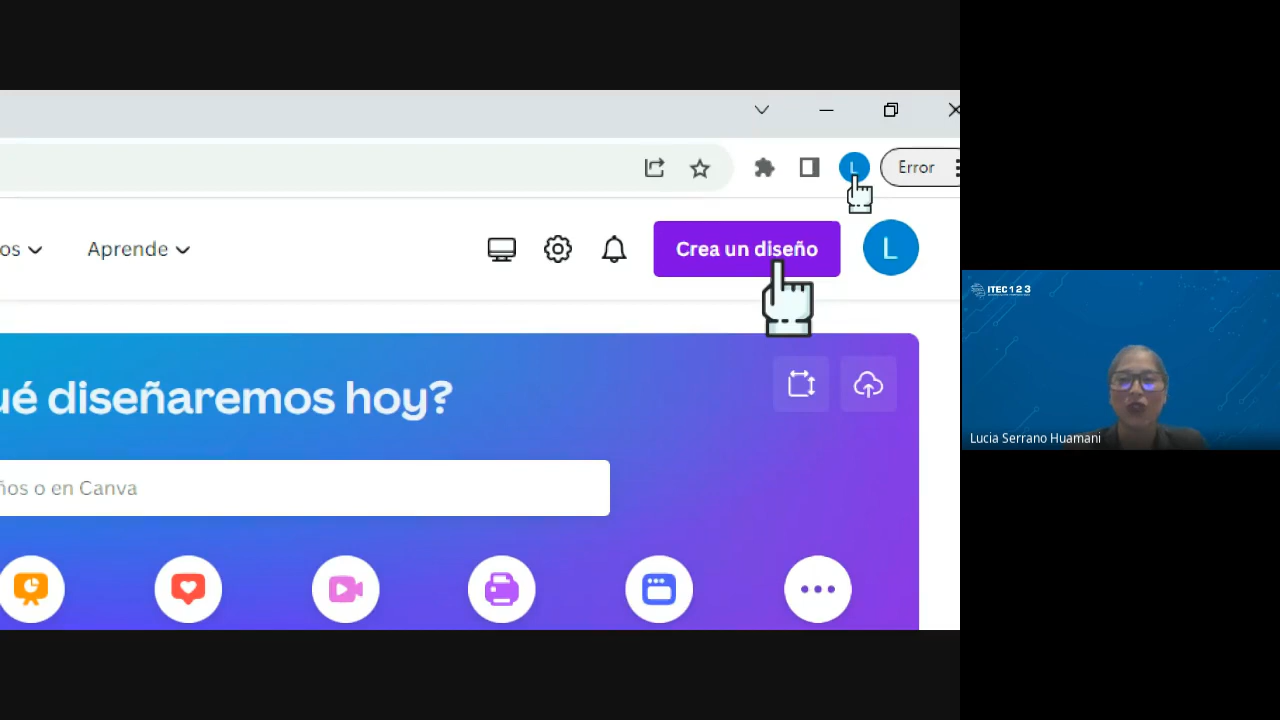 L
Error
os
Aprende
Crea un diseño
L
ué diseñaremos hoy?
ños o en Canva
ITEC 1 2 3
Lucia Serrano Huamani